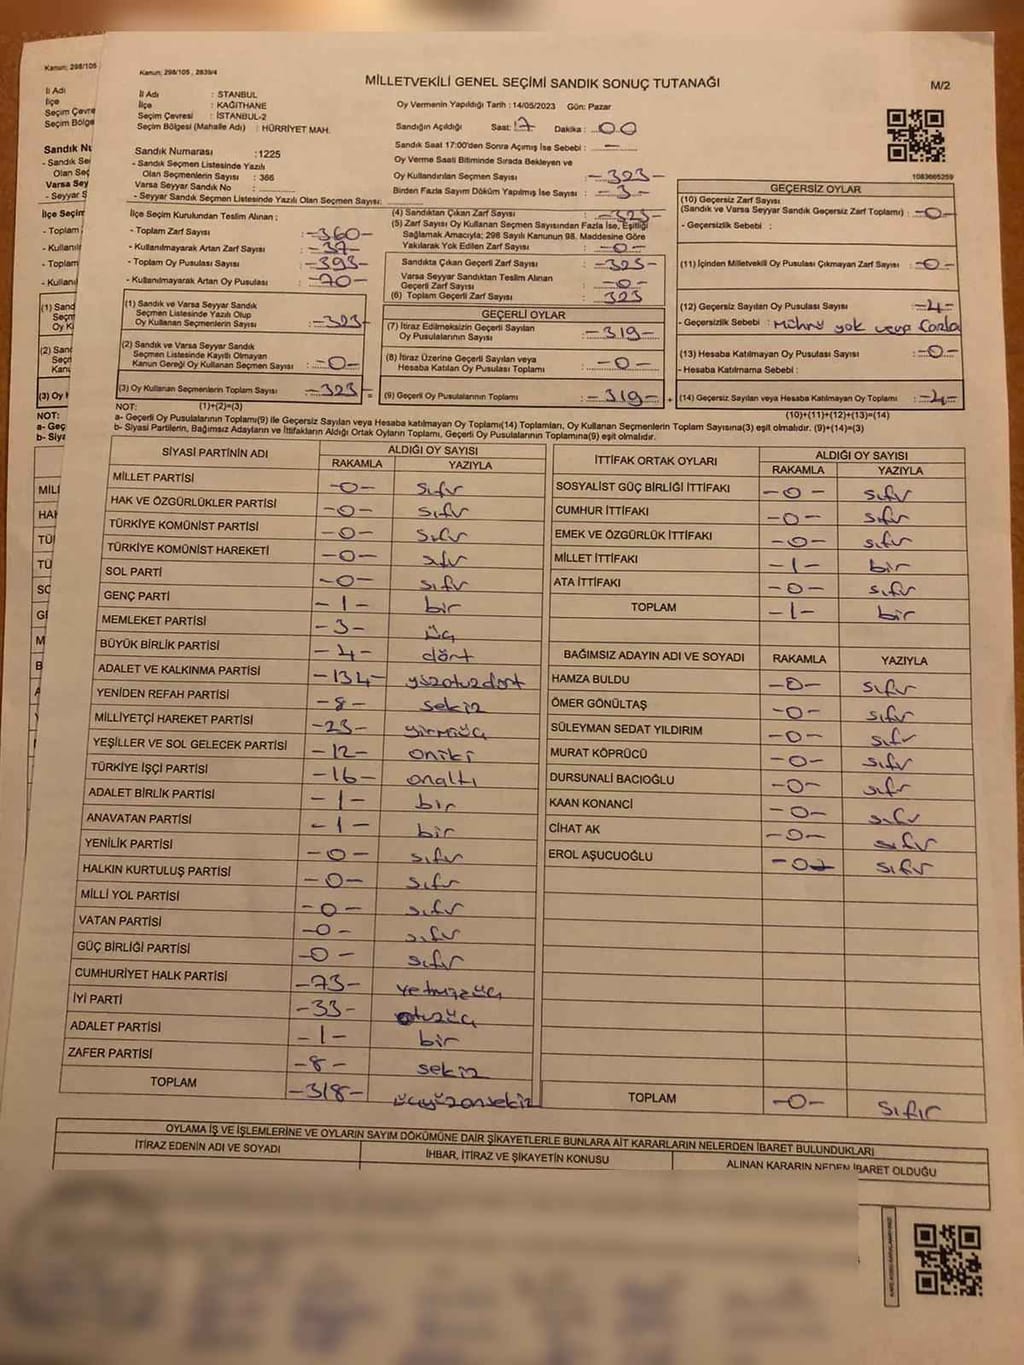 Kanun: 298/105
İl Adı
İlçe
Seçim Çevre
Seçim Bölge
Kanun: 298/105 , 2839/4
MİLLETVEKİLİ GENEL SEÇİMİ SANDIK SONUÇ TUTANAĞI
M/2
İl Adı : STANBUL
İlçe : KAĞITHANE
Seçim Çevresi : İSTANBUL-2
Seçim Bölgesi (Mahalle Adı) : HÜRRİYET MAH.
Oy Vermenin Yapıldığı Tarih : 14/05/2023 Gün: Pazar
Sandığın Açıldığı Saat: 17 Dakika : 00
Sandık Saat 17:00'den Sonra Açılmış İse Sebebi : —
Sandık Numarası : 1225
- Sandık Seçmen Listesinde Yazılı
Olan Seçmenlerin Sayısı : 366
Varsa Seyyar Sandık No :
- Seyyar Sandık Seçmen Listesinde Yazılı Olan Seçmen Sayısı:
Oy Verme Saati Bitiminde Sırada Bekleyen ve
Oy Kullandırılan Seçmenlerin Sayısı : -323-
Birden Fazla Sayım Döküm Yapılmış İse Sayısı : -3-
1083665259
İlçe Seçim Kurulundan Teslim Alınan ;
- Toplam Zarf Sayısı : -360-
- Kullanılmayarak Artan Zarf Sayısı : -37-
- Toplam Oy Pusulası Sayısı : -393-
- Kullanılmayarak Artan Oy Pusulası : -70-
(4) Sandıktan Çıkan Zarf Sayısı : -323-
(5) Zarf Sayısı Oy Kullanan Seçmen Sayısından Fazla İse, Eşitliği
Sağlamak Amacıyla; 298 Sayılı Kanunun 98. Maddesine Göre
Yakılarak Yok Edilen Zarf Sayısı : -0-
Sandıkta Çıkan Geçerli Zarf Sayısı : -323-
Varsa Seyyar Sandıktan Teslim Alınan
Geçerli Zarf Sayısı : -0-
(6) Toplam Geçerli Zarf Sayısı : 323
GEÇERSİZ OYLAR
(10) Geçersiz Zarf Sayısı
(Sandık ve Varsa Seyyar Sandık Geçersiz Zarf Toplamı) : -0-
- Geçersizlik Sebebi :
(11) İçinden Milletvekili Oy Pusulası Çıkmayan Zarf Sayısı : -0-
(12) Geçersiz Sayılan Oy Pusulası Sayısı : -4-
- Geçersizlik Sebebi : Mührü yok veya fazla
(13) Hesaba Katılmayan Oy Pusulası Sayısı : -0-
- Hesaba Katılmama Sebebi :
(14) Geçersiz Sayılan veya Hesaba Katılmayan Oy Toplamı : -4-
(10)+(11)+(12)+(13)=(14)
(1) Sandık ve Varsa Seyyar Sandık
Seçmen Listesinde Yazılı Olup
Oy Kullanan Seçmenlerin Sayısı : -323-
(2) Sandık ve Varsa Seyyar Sandık
Seçmen Listesinde Kayıtlı Olmayan
Kanun Gereği Oy Kullanan Seçmen Sayısı : -0-
(3) Oy Kullanan Seçmenlerin Toplam Sayısı : -323-
(1)+(2)=(3)
GEÇERLİ OYLAR
(7) İtiraz Edilmeksizin Geçerli Sayılan
Oy Pusulalarının Sayısı : -319-
(8) İtiraz Üzerine Geçerli Sayılan veya
Hesaba Katılan Oy Pusulası Toplamı : -0-
(9) Geçerli Oy Pusulalarının Toplamı : -319-
NOT:
a- Geçerli Oy Pusulalarının Toplamı(9) ile Geçersiz Sayılan veya Hesaba katılmayan Oy Toplamı(14) Toplamları, Oy Kullanan Seçmenlerin Toplam Sayısına(3) eşit olmalıdır. (9)+(14)=(3)
b- Siyasi Partilerin, Bağımsız Adayların ve İttifakların Aldığı Ortak Oyların Toplamı, Geçerli Oy Pusulalarının Toplamına(9) eşit olmalıdır.
SİYASİ PARTİNİN ADI ALDIĞI OY SAYISI
RAKAMLA YAZIYLA
MİLLET PARTİSİ -0- sıfır
HAK VE ÖZGÜRLÜKLER PARTİSİ -0- sıfır
TÜRKİYE KOMÜNİST PARTİSİ -0- sıfır
TÜRKİYE KOMÜNİST HAREKETİ -0- sıfır
SOL PARTİ -0- sıfır
GENÇ PARTİ -1- bir
MEMLEKET PARTİSİ -3- üç
BÜYÜK BİRLİK PARTİSİ -4- dört
ADALET VE KALKINMA PARTİSİ -134- yüzotuzdört
YENİDEN REFAH PARTİSİ -8- sekiz
MİLLİYETÇİ HAREKET PARTİSİ -23- yirmiüç
YEŞİLLER VE SOL GELECEK PARTİSİ -12- oniki
TÜRKİYE İŞÇİ PARTİSİ -16- onaltı
ADALET BİRLİK PARTİSİ -1- bir
ANAVATAN PARTİSİ -1- bir
YENİLİK PARTİSİ -0- sıfır
HALKIN KURTULUŞ PARTİSİ -0- sıfır
MİLLİ YOL PARTİSİ -0- sıfır
VATAN PARTİSİ -0- sıfır
GÜÇ BİRLİĞİ PARTİSİ -0- sıfır
CUMHURİYET HALK PARTİSİ -73- yetmişüç
İYİ PARTİ -33- otuzüç
ADALET PARTİSİ -1- bir
ZAFER PARTİSİ -8- sekiz
TOPLAM -318- üçyüzonsekiz
İTTİFAK ORTAK OYLARI ALDIĞI OY SAYISI
RAKAMLA YAZIYLA
SOSYALİST GÜÇ BİRLİĞİ İTTİFAKI -0- sıfır
CUMHUR İTTİFAKI -0- sıfır
EMEK VE ÖZGÜRLÜK İTTİFAKI -0- sıfır
MİLLET İTTİFAKI -1- bir
ATA İTTİFAKI -0- sıfır
TOPLAM -1- bir
BAĞIMSIZ ADAYIN ADI VE SOYADI RAKAMLA YAZIYLA
HAMZA BULDU -0- sıfır
ÖMER GÖNÜLTAŞ -0- sıfır
SÜLEYMAN SEDAT YILDIRIM -0- sıfır
MURAT KÖPRÜCÜ -0- sıfır
DURSUNALİ BACIOĞLU -0- sıfır
KAAN KONANCİ -0- sıfır
CİHAT AK -0- sıfır
EROL AŞUCUOĞLU -0- sıfır
TOPLAM -0- sıfır
OYLAMA İŞ VE İŞLEMLERİNE VE OYLARIN SAYIM DÖKÜMÜNE DAİR ŞİKAYETLERLE BUNLARA AİT KARARLARIN NELERDEN İBARET BULUNDUKLARI
İTİRAZ EDENİN ADI VE SOYADI İHBAR, İTİRAZ VE ŞİKAYETİN KONUSU ALINAN KARARIN NEDEN İBARET OLDUĞU